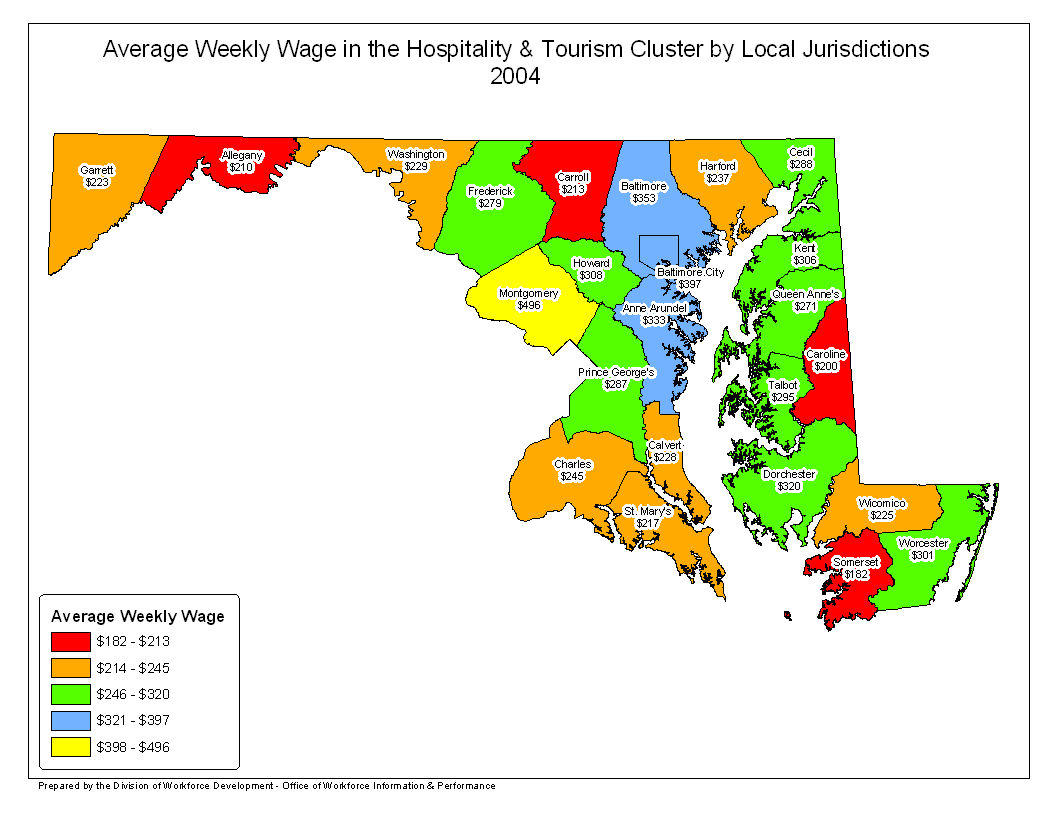 Average Weekly Wage in the Hospitality & Tourism Cluster by Local Jurisdictions
2004
Garrett
$223
Allegany
$210
Washington
$229
Frederick
$279
Carroll
$213
Baltimore
$353
Harford
$237
Cecil
$288
Kent
$306
Howard
$308
Baltimore City
$397
Montgomery
$496
Anne Arundel
$333
Queen Anne's
$271
Caroline
$200
Prince George's
$287
Talbot
$295
Calvert
$228
Charles
$245
Dorchester
$320
St. Mary's
$217
Wicomico
$225
Worcester
$301
Somerset
$182
Average Weekly Wage
$182 - $213
$214 - $245
$246 - $320
$321 - $397
$398 - $496
Prepared by the Division of Workforce Development - Office of Workforce Information & Performance